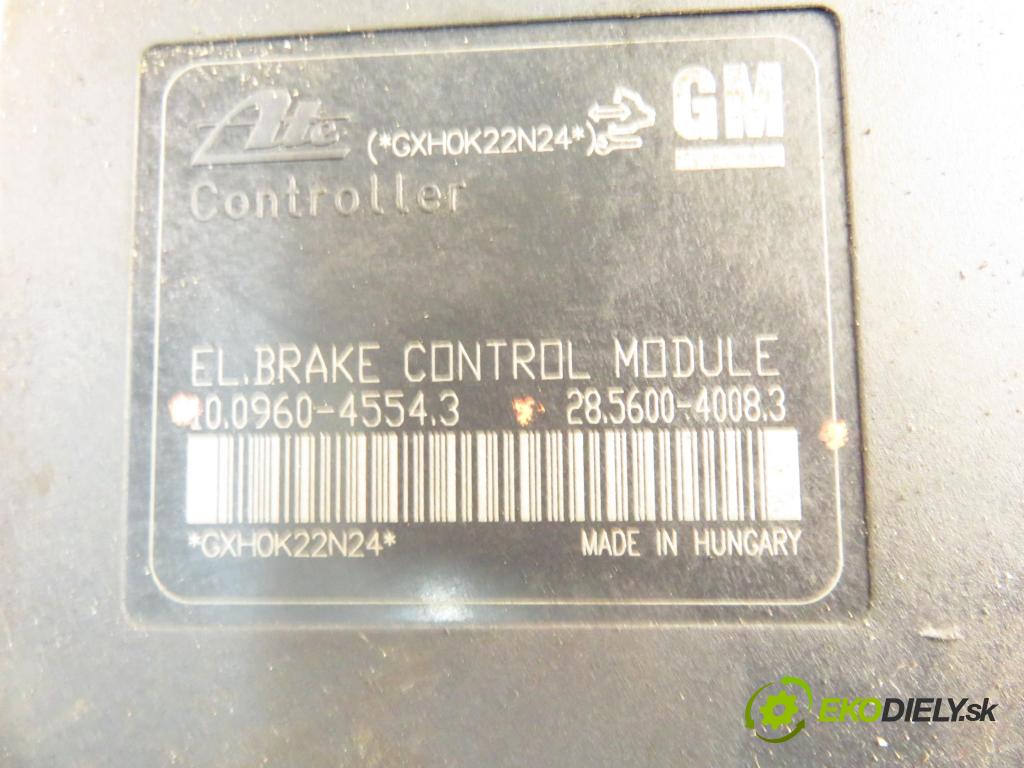 Ate (*GXH0K22N24*) GM
Controller
EL.BRAKE CONTROL MODULE
10.0960-4554.3 28.5600-4008.3
*GXH0K22N24* MADE IN HUNGARY
EKODIELY.sk